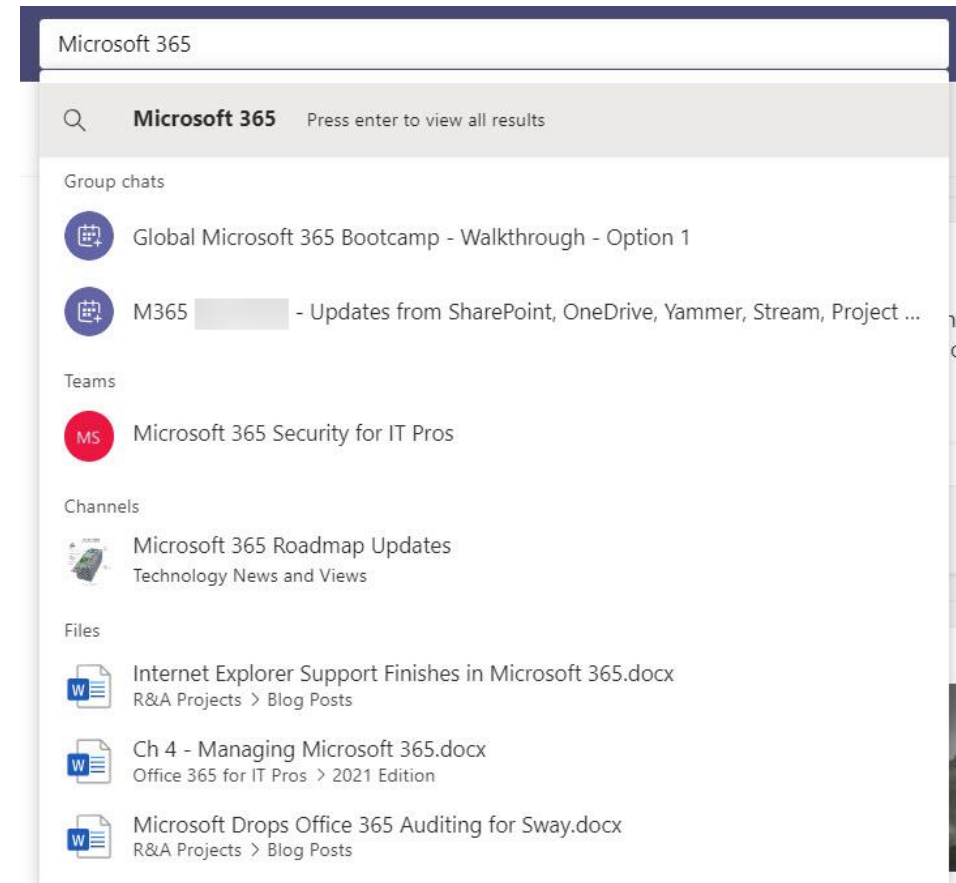 Microsoft 365
Microsoft 365 Press enter to view all results
Group chats
Global Microsoft 365 Bootcamp - Walkthrough - Option 1
M365 - Updates from SharePoint, OneDrive, Yammer, Stream, Project ...
Teams
MS Microsoft 365 Security for IT Pros
Channels
Microsoft 365 Roadmap Updates
Technology News and Views
Files
Internet Explorer Support Finishes in Microsoft 365.docx
R&A Projects > Blog Posts
Ch 4 - Managing Microsoft 365.docx
Office 365 for IT Pros > 2021 Edition
Microsoft Drops Office 365 Auditing for Sway.docx
R&A Projects > Blog Posts